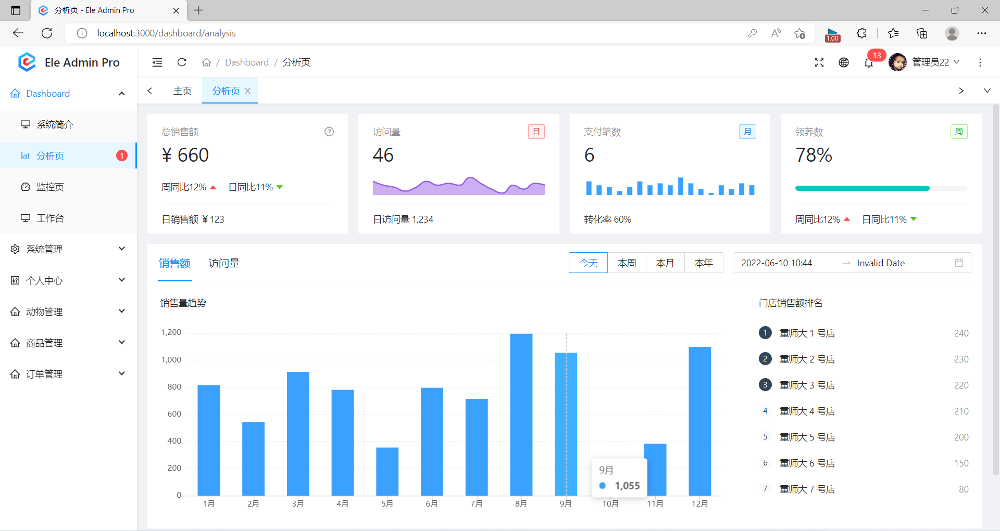 分析页 - Ele Admin Pro
localhost:3000/dashboard/analysis
1.00
Ele Admin Pro
/ Dashboard / 分析页
13
管理员22
Dashboard
系统简介
分析页 1
监控页
工作台
系统管理
个人中心
动物管理
商品管理
订单管理
主页 分析页
总销售额
¥ 660
周同比12% 日同比11%
日销售额 ¥ 123
访问量 日
46
日访问量 1,234
支付笔数 月
6
转化率 60%
领养数 周
78%
周同比12% 日同比11%
销售额 访问量
今天 本周 本月 本年
2022-06-10 10:44 → Invalid Date
销售量趋势
1,200
1,000
800
600
400
200
0
1月 2月 3月 4月 5月 6月 7月 8月 9月 10月 11月 12月
9月
1,055
门店销售额排名
1 重师大 1 号店 240
2 重师大 2 号店 230
3 重师大 3 号店 220
4 重师大 4 号店 210
5 重师大 5 号店 200
6 重师大 6 号店 150
7 重师大 7 号店 80